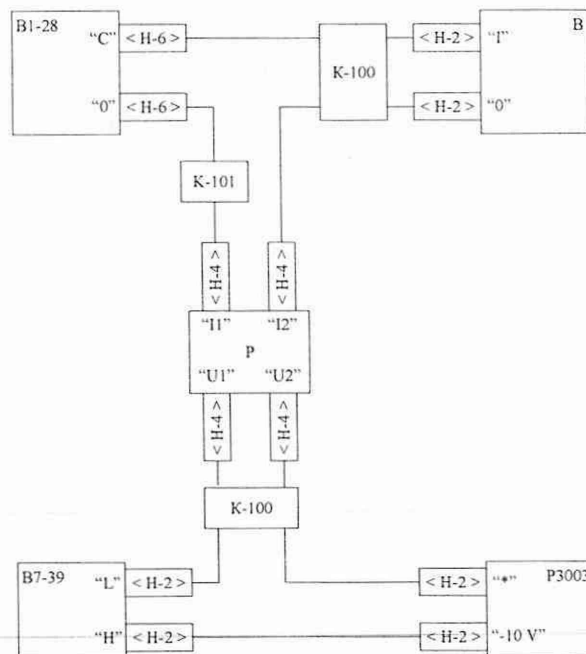 B1-28
"C"
< H-6 >
"0"
< H-6 >
K-100
< H-2 >
"I"
B
< H-2 >
"0"
K-101
< H-4 >
< H-4 >
"I1"
"I2"
P
"U1"
"U2"
< H-4 >
< H-4 >
K-100
B7-39
"L"
< H-2 >
< H-2 >
"*"
P3003
"H"
< H-2 >
< H-2 >
"-10 V"